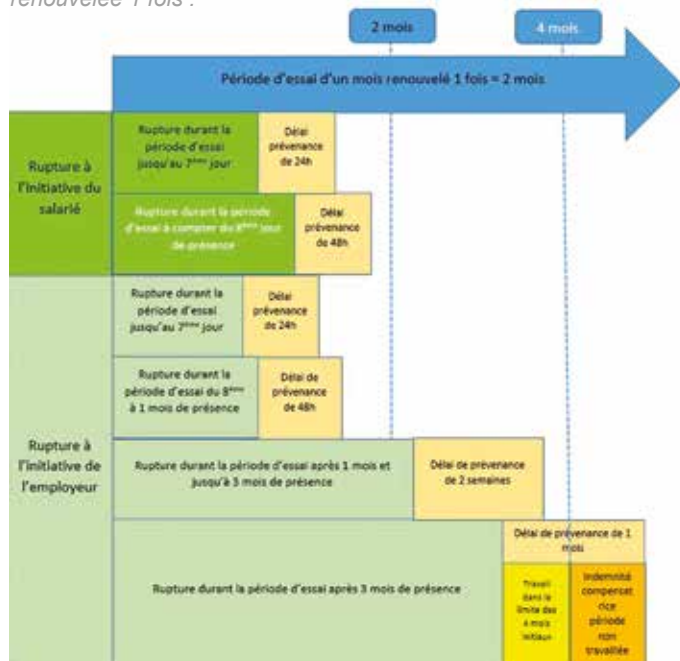 renouvelée 1 fois :
2 mois
4 mois
Période d'essai d'un mois renouvelé 1 fois = 2 mois
Rupture à
l'initiative du
salarié
Rupture durant la
période d'essai
jusqu'au 7ème jour
Délai
prévenance
de 24h
Rupture durant la période
d'essai à compter du 8ème jour
de présence
Délai
prévenance
de 48h
Rupture à
l'initiative de
l'employeur
Rupture durant la
période d'essai
jusqu'au 7ème jour
Délai
prévenance
de 24h
Rupture durant la
période d'essai du 8ème
à 1 mois de présence
Délai de
prévenance
de 48h
Rupture durant la période d'essai après 1 mois et
jusqu'à 3 mois de présence
Délai de prévenance
de 2 semaines
Rupture durant la période d'essai après 3 mois de présence
Délai de prévenance de 1
mois
Travail
dans la
limite des
4 mois
initiaux
Indemnité
compensat
rice
période
non
travaillée